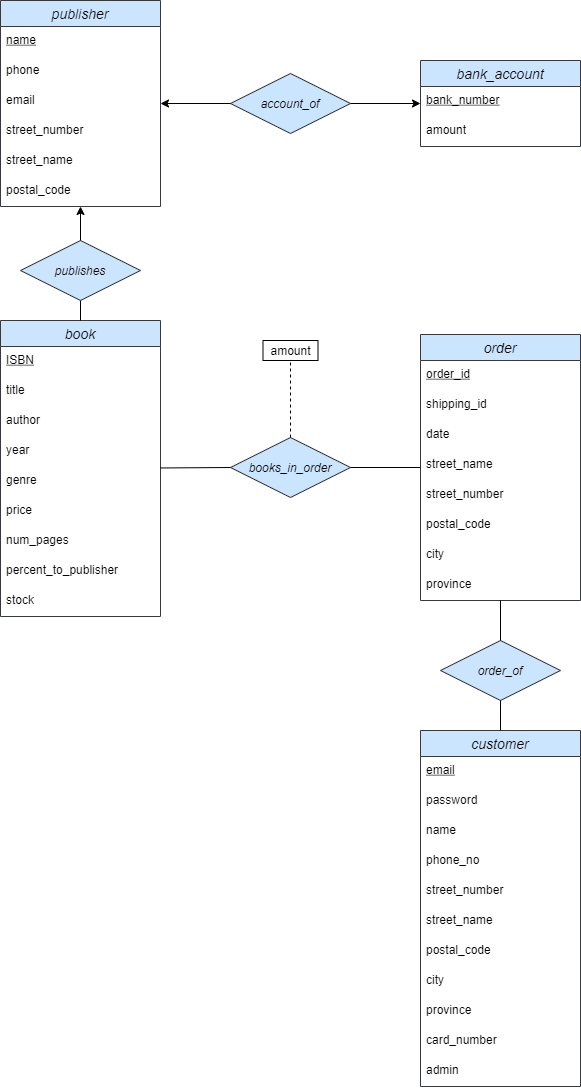 publisher
name
phone
email
street_number
street_name
postal_code
account_of
bank_account
bank_number
amount
publishes
book
ISBN
title
author
year
genre
price
num_pages
percent_to_publisher
stock
amount
books_in_order
order
order_id
shipping_id
date
street_name
street_number
postal_code
city
province
order_of
customer
email
password
name
phone_no
street_number
street_name
postal_code
city
province
card_number
admin